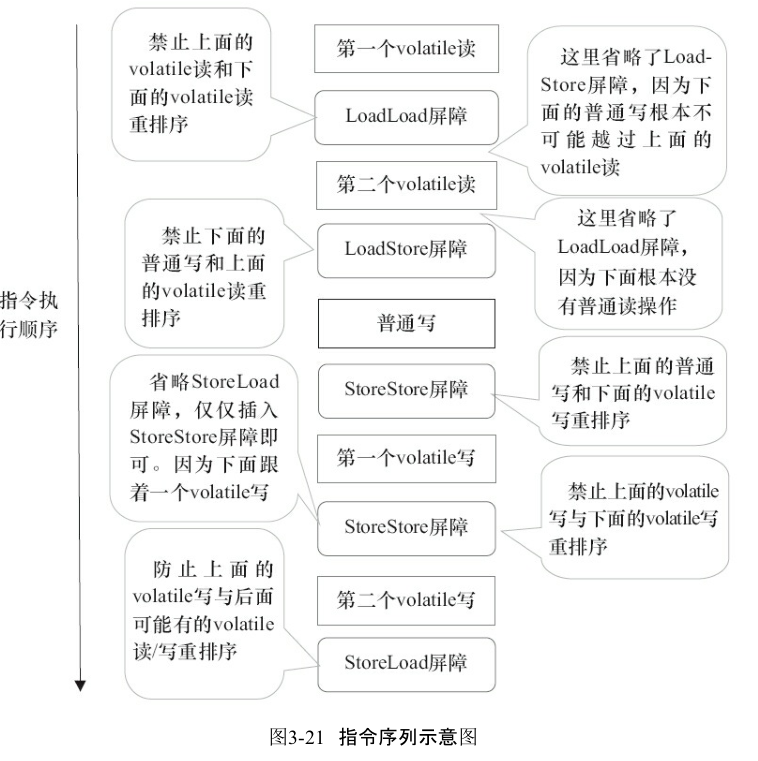 禁止上面的
volatile读和下
面的volatile读
重排序
第一个volatile读
LoadLoad屏障
这里省略了Load-
Store屏障，因为下
面的普通写根本不
可能越过上面的
volatile读
第二个volatile读
禁止下面的
普通写和上面
的volatile读重
排序
LoadStore屏障
这里省略了
LoadLoad屏障，
因为下面根本没
有普通读操作
指令执
行顺序
普通写
省略StoreLoad
屏障，仅仅插入
StoreStore屏障即
可。因为下面跟
着一个volatile写
StoreStore屏障
禁止上面的普通
写和下面的volatile
写重排序
第一个volatile写
StoreStore屏障
禁止上面的volatile
写与下面的volatile写
重排序
防止上面的
volatile写与后面
可能有的volatile
读/写重排序
第二个volatile写
StoreLoad屏障
图3-21 指令序列示意图